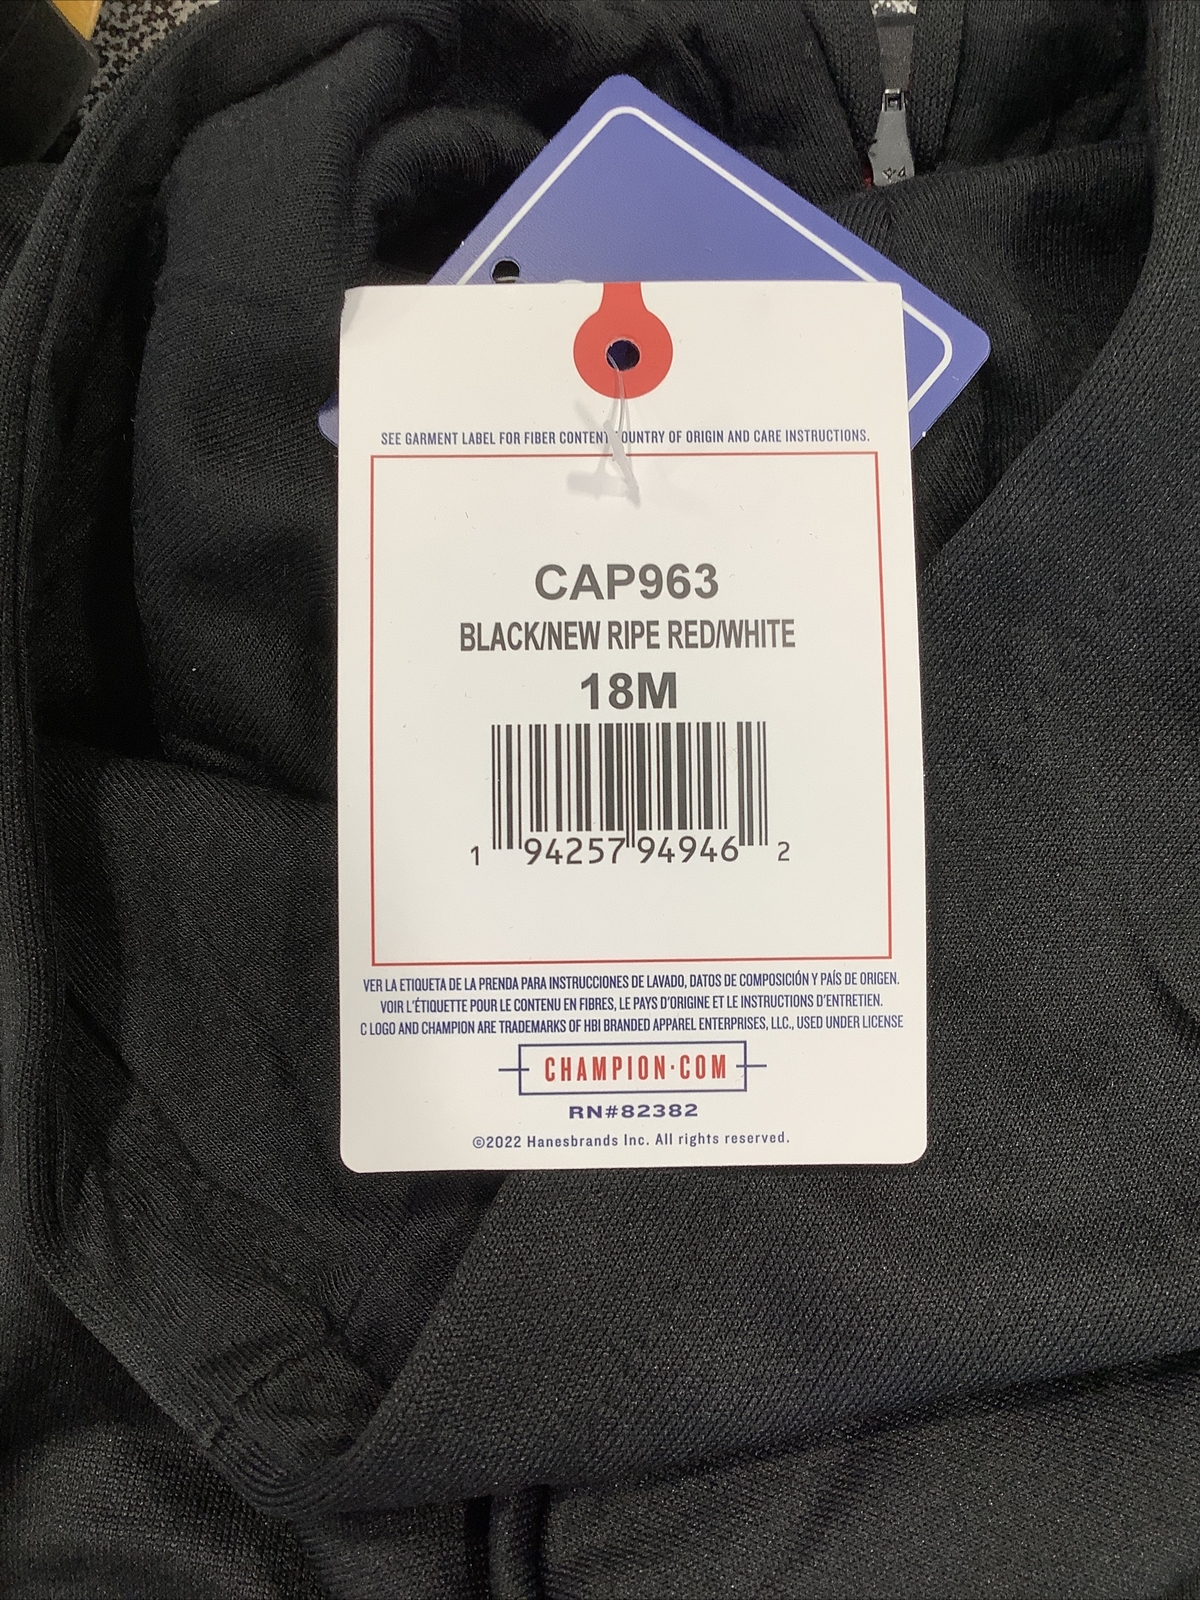 SEE GARMENT LABEL FOR FIBER CONTENT, COUNTRY OF ORIGIN AND CARE INSTRUCTIONS.
CAP963
BLACK/NEW RIPE RED/WHITE
18M
1 94257 94946 2
VER LA ETIQUETA DE LA PRENDA PARA INSTRUCCIONES DE LAVADO, DATOS DE COMPOSICIÓN Y PAÍS DE ORIGEN.
VOIR L'ÉTIQUETTE POUR LE CONTENU EN FIBRES, LE PAYS D'ORIGINE ET LE INSTRUCTIONS D'ENTRETIEN.
C LOGO AND CHAMPION ARE TRADEMARKS OF HBI BRANDED APPAREL ENTERPRISES, LLC., USED UNDER LICENSE
CHAMPION·COM
RN#82382
©2022 Hanesbrands Inc. All rights reserved.